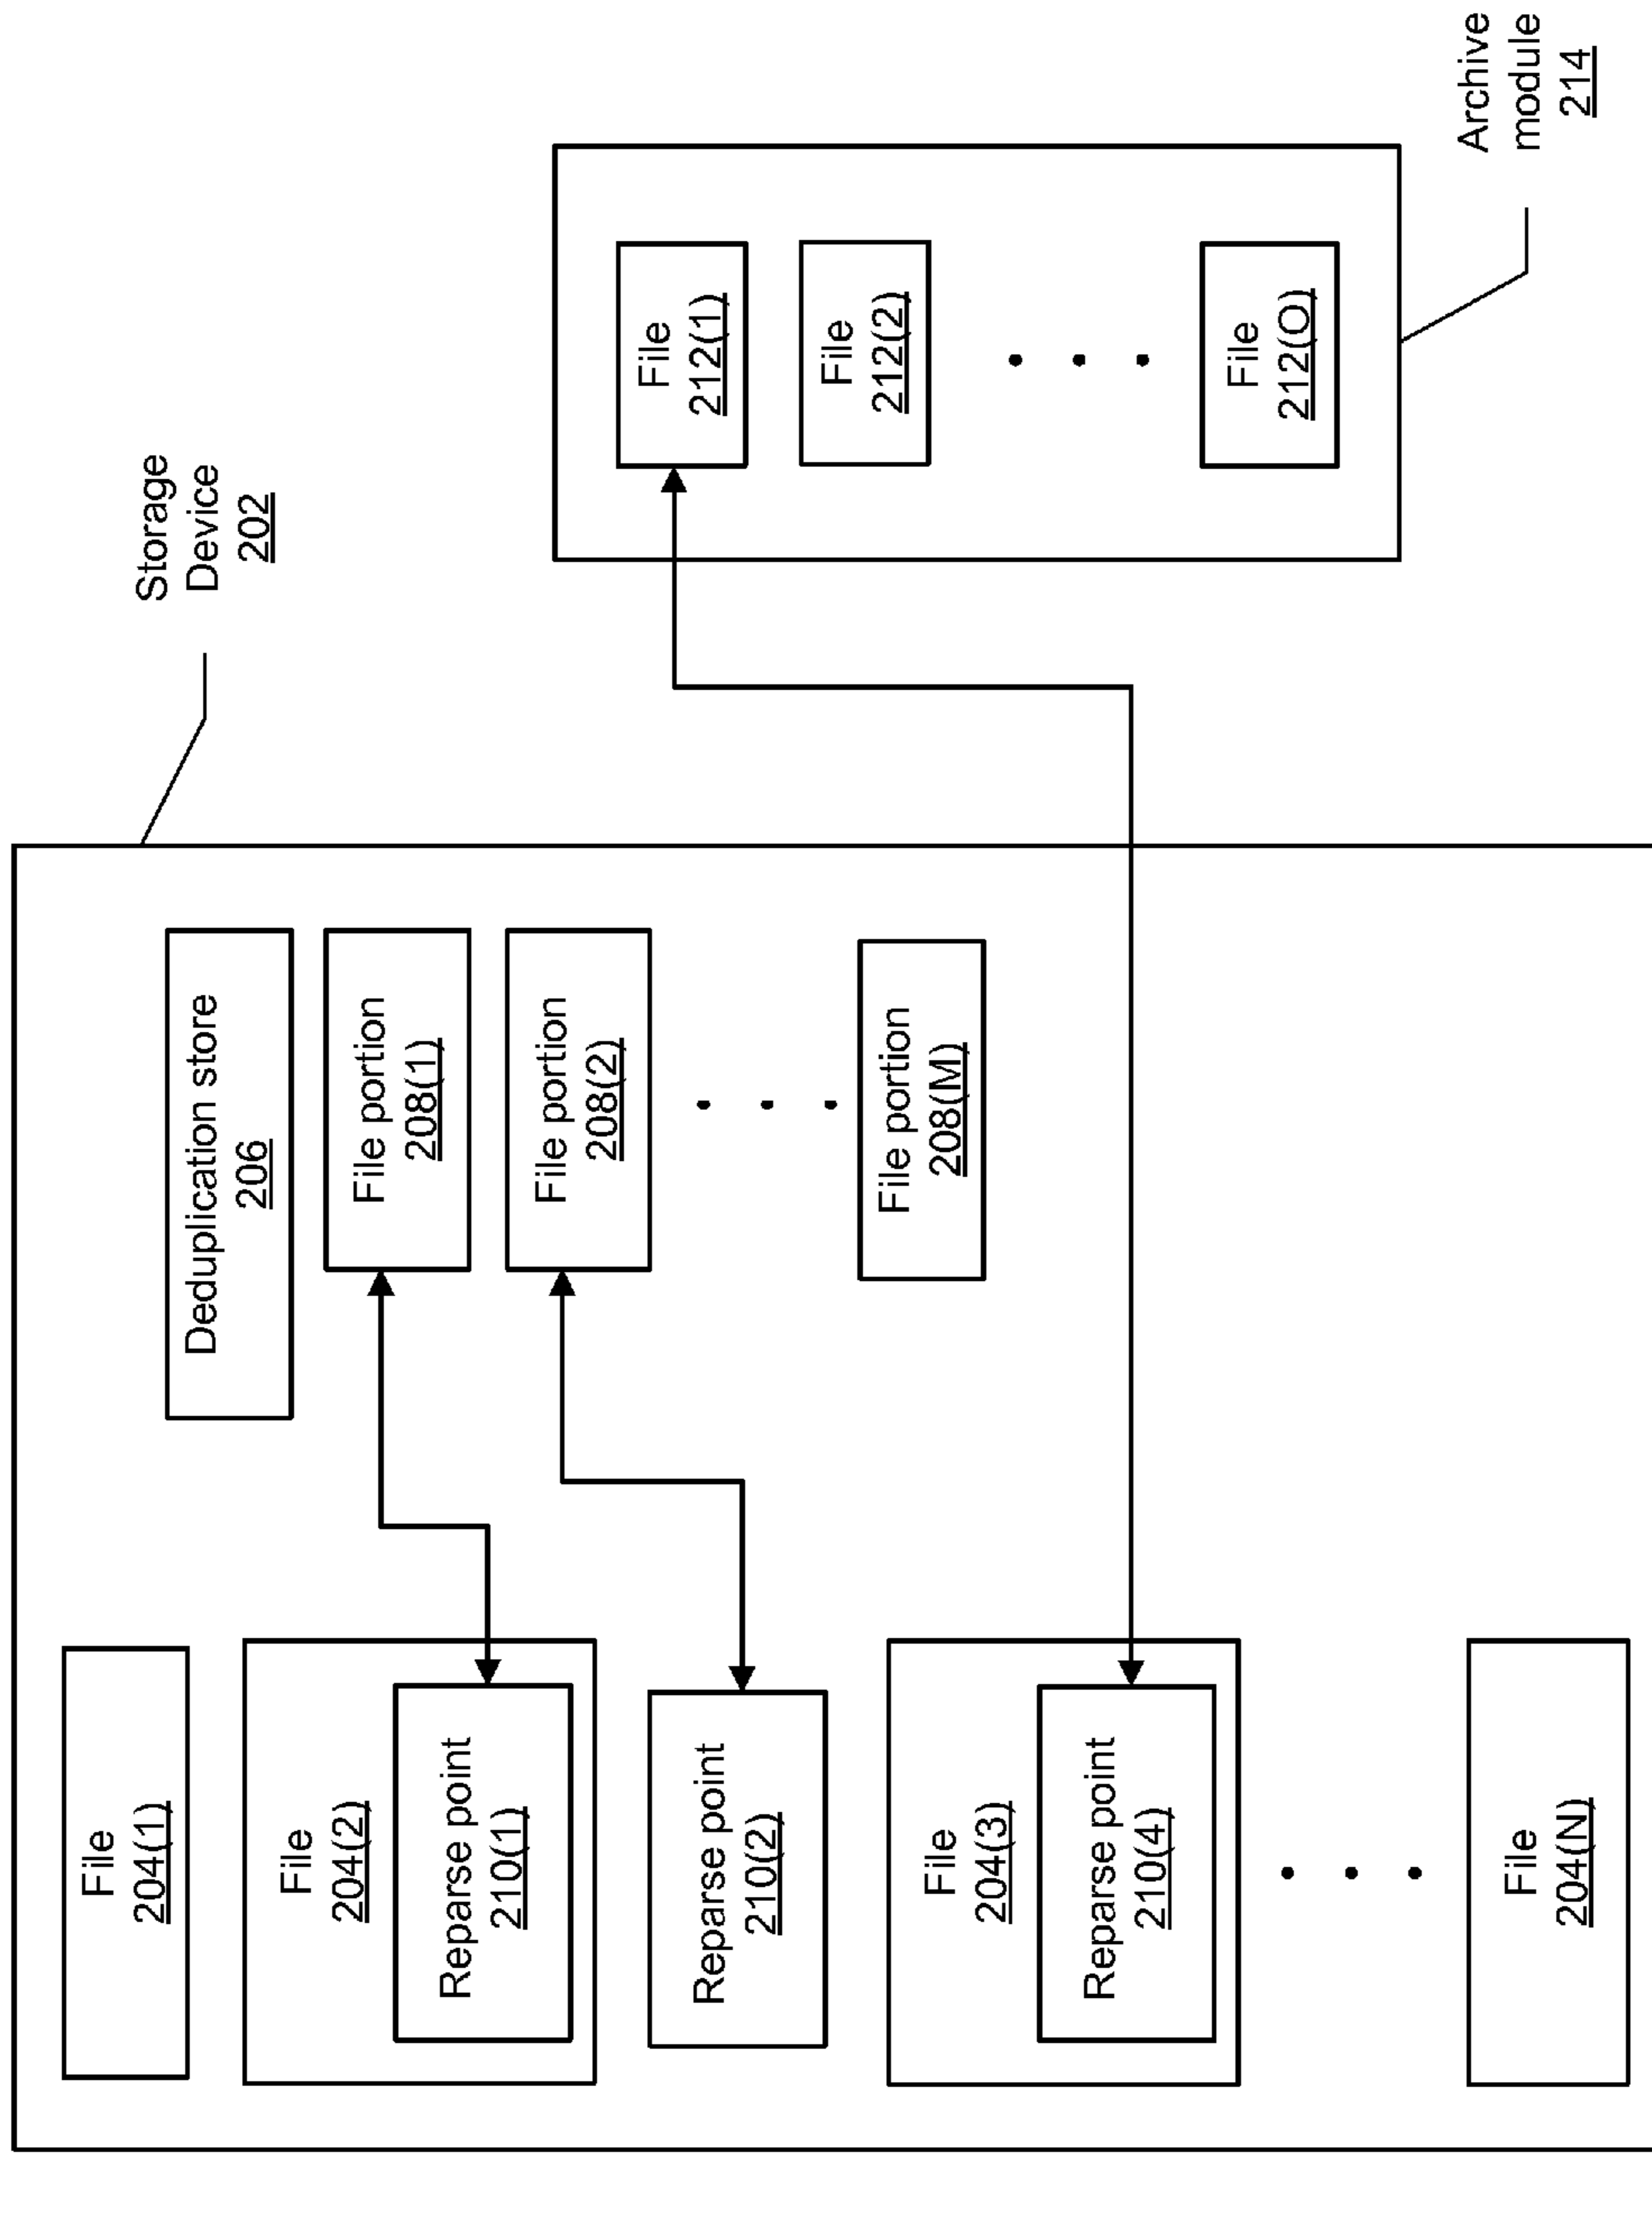 Storage
Device
202
File
204(1)
File
204(2)
Reparse point
210(1)
Reparse point
210(2)
File
204(3)
Reparse point
210(4)
File
204(N)
Deduplication store
206
File portion
208(1)
File portion
208(2)
File portion
208(M)
File
212(1)
File
212(2)
File
212(O)
Archive
module
214